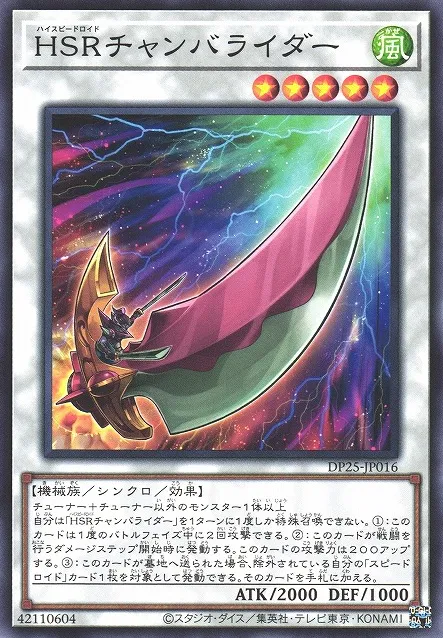 ハイスピードロイド
HSRチャンバライダー
風
DP25-JP016
【機械族／シンクロ／効果】
チューナー＋チューナー以外のモンスター1体以上
自分は「HSRチャンバライダー」を1ターンに1度しか特殊召喚できない。①：この
カードは1度のバトルフェイズ中に2回攻撃できる。②：このカードが戦闘を
行うダメージステップ開始時に発動する。このカードの攻撃力は200アップ
する。③：このカードが墓地へ送られた場合、除外されている自分の「スピード
ロイド」カード1枚を対象として発動できる。そのカードを手札に加える。
ATK/2000 DEF/1000
42110604
©スタジオ・ダイス／集英社・テレビ東京・KONAMI